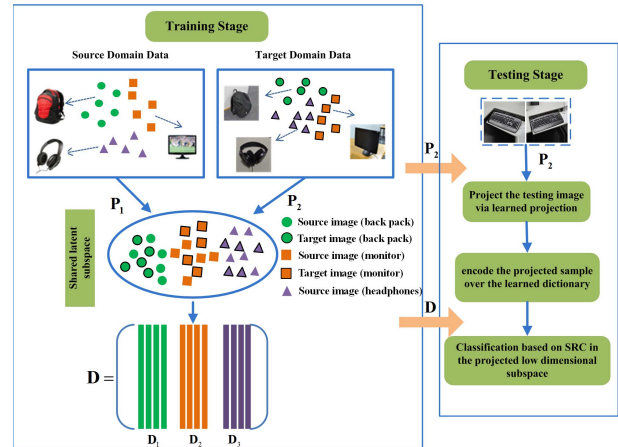 Training Stage
Source Domain Data
Target Domain Data
P1
P2
Shared latent
subspace
Source image (back pack)
Target image (back pack)
Source image (monitor)
Target image (monitor)
Source image (headphones)
D =
D1
D2
D3
P2
D
Testing Stage
P2
Project the testing image
via learned projection
encode the projected sample
over the learned dictionary
Classification based on SRC in
the projected low dimensional
subspace